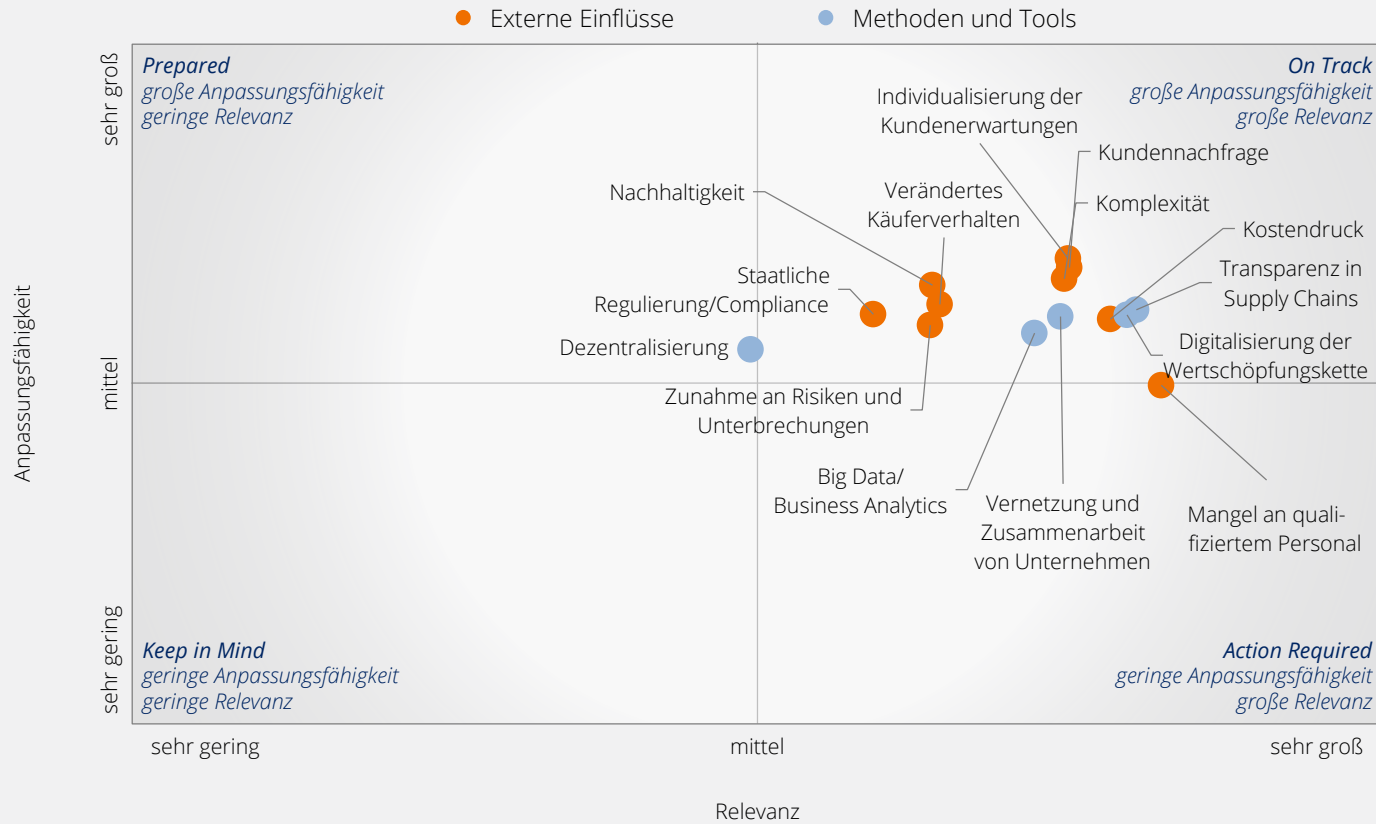 Externe Einflüsse
Methoden und Tools
sehr groß
mittel
sehr gering
Anpassungsfähigkeit
Prepared
große Anpassungsfähigkeit
geringe Relevanz
On Track
große Anpassungsfähigkeit
große Relevanz
Individualisierung der
Kundenerwartungen
Kundennachfrage
Nachhaltigkeit
Verändertes
Käuferverhalten
Komplexität
Kostendruck
Staatliche
Regulierung/Compliance
Transparenz in
Supply Chains
Dezentralisierung
Digitalisierung der
Wertschöpfungskette
Zunahme an Risiken und
Unterbrechungen
Big Data/
Business Analytics
Vernetzung und
Zusammenarbeit
von Unternehmen
Mangel an quali-
fiziertem Personal
Keep in Mind
geringe Anpassungsfähigkeit
geringe Relevanz
Action Required
geringe Anpassungsfähigkeit
große Relevanz
sehr gering
mittel
sehr groß
Relevanz